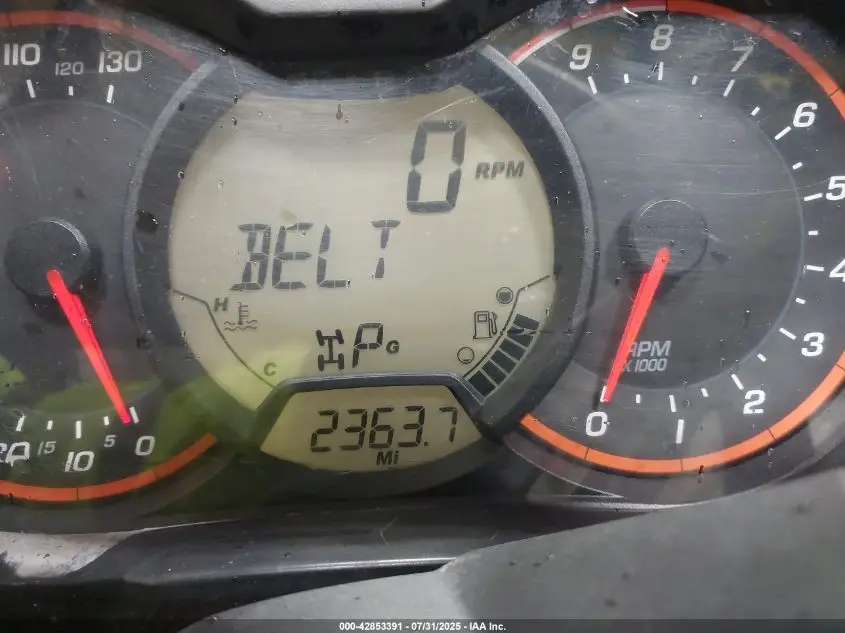 110 120 130
0 RPM
BELT
H
C
P G
2363.7
Mi
15 10 5 0
9 8 7 6 5 4 3 2 1 0
RPM
X1000
000-42853391 - 07/31/2025 - IAA Inc.